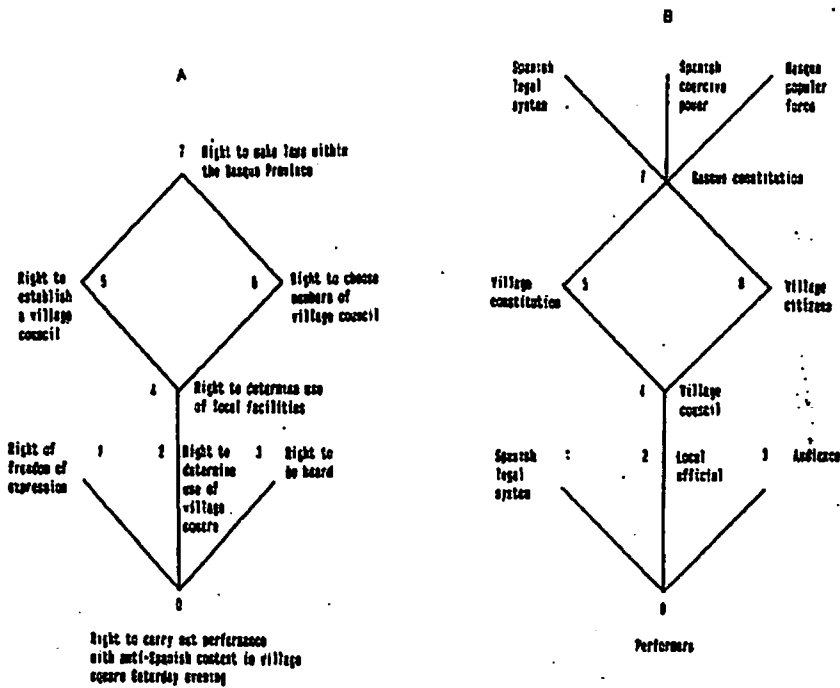 A
7 Right to make laws within
the Basque Province
Right to
establish
a village
council
5
6
Right to choose
members of
village council
4
Right to determine use
of local facilities
Right of
freedom of
expression
1
2
Right to
determine
use of
village
square
3
Right to
be heard
0
Right to carry out performance
with anti-Spanish content in village
square Saturday evening
B
Spanish
legal
system
Spanish
coercive
power
Basque
popular
force
7
Basque constitution
Village
constitution
5
Village
citizens
4
Village
council
Spanish
legal
system
2
Local
official
3
Audience
0
Performers